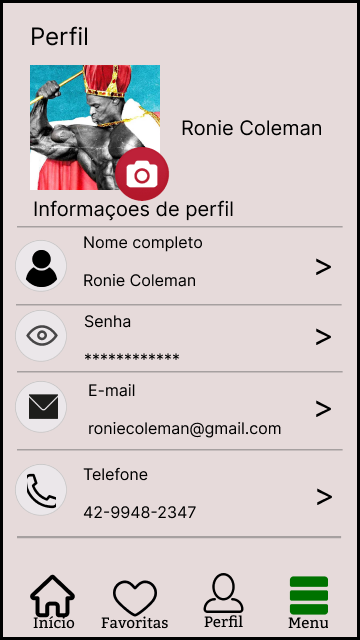 Perfil
Ronie Coleman
Informaçoes de perfil
Nome completo
Ronie Coleman
>
Senha
************
>
E-mail
roniecoleman@gmail.com
>
Telefone
42-9948-2347
>
Início
Favoritas
Perfil
Menu